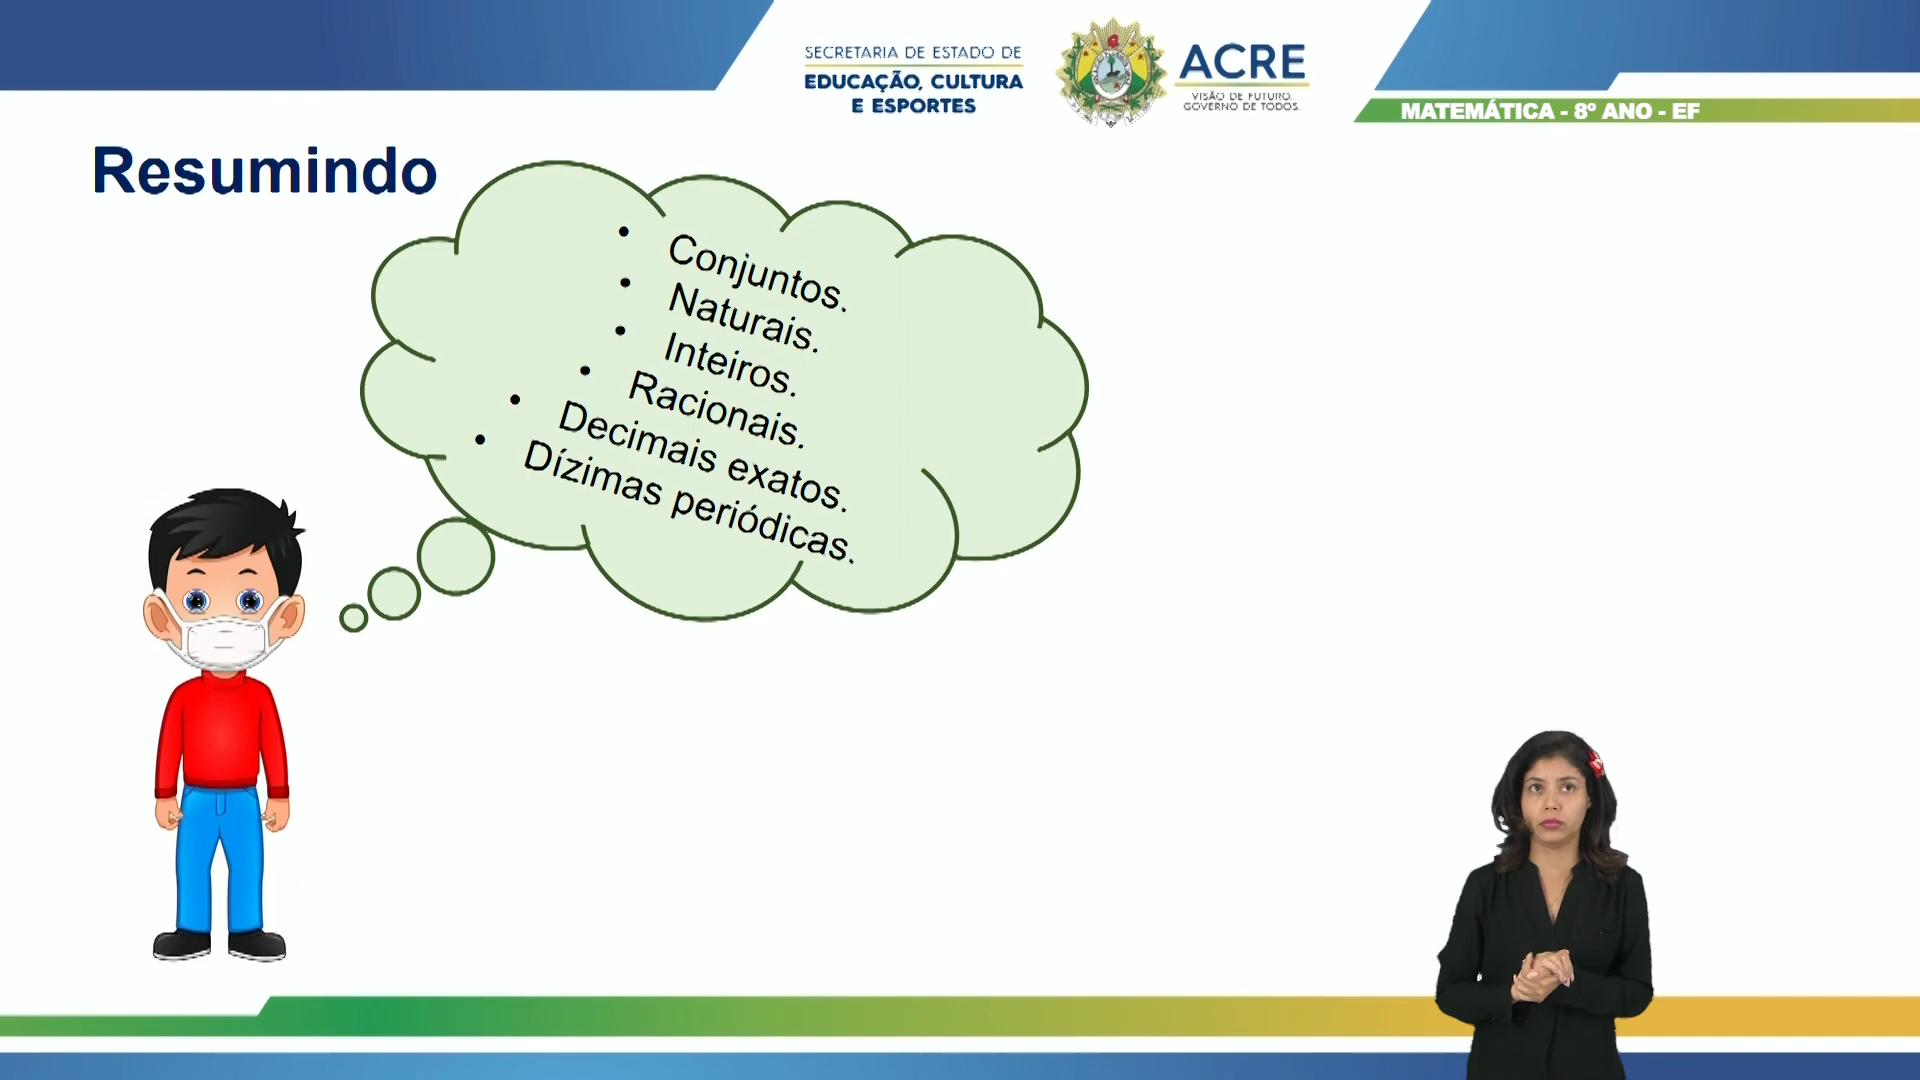 SECRETARIA DE ESTADO DE
EDUCAÇÃO, CULTURA
E ESPORTES
ACRE
VISÃO DE FUTURO.
GOVERNO DE TODOS.
MATEMÁTICA - 8º ANO - EF
Resumindo
• Conjuntos.
• Naturais.
• Inteiros.
• Racionais.
• Decimais exatos.
• Dízimas periódicas.